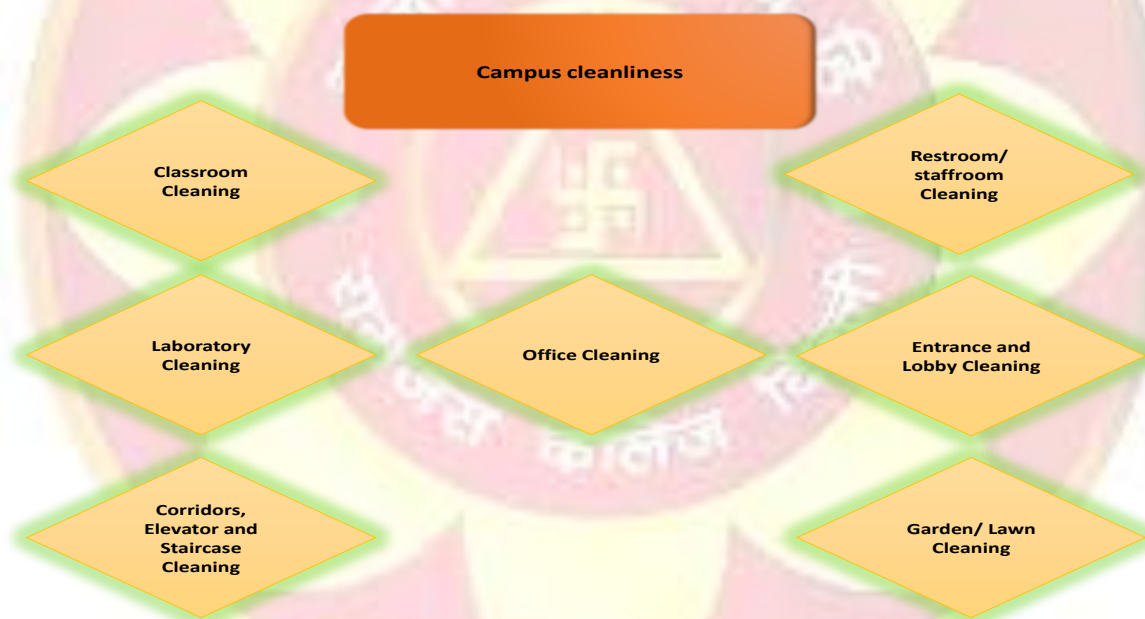 Campus cleanliness
Classroom
Cleaning
Restroom/
staffroom
Cleaning
Laboratory
Cleaning
Office Cleaning
Entrance and
Lobby Cleaning
Corridors,
Elevator and
Staircase
Cleaning
Garden/ Lawn
Cleaning
कॉलेज